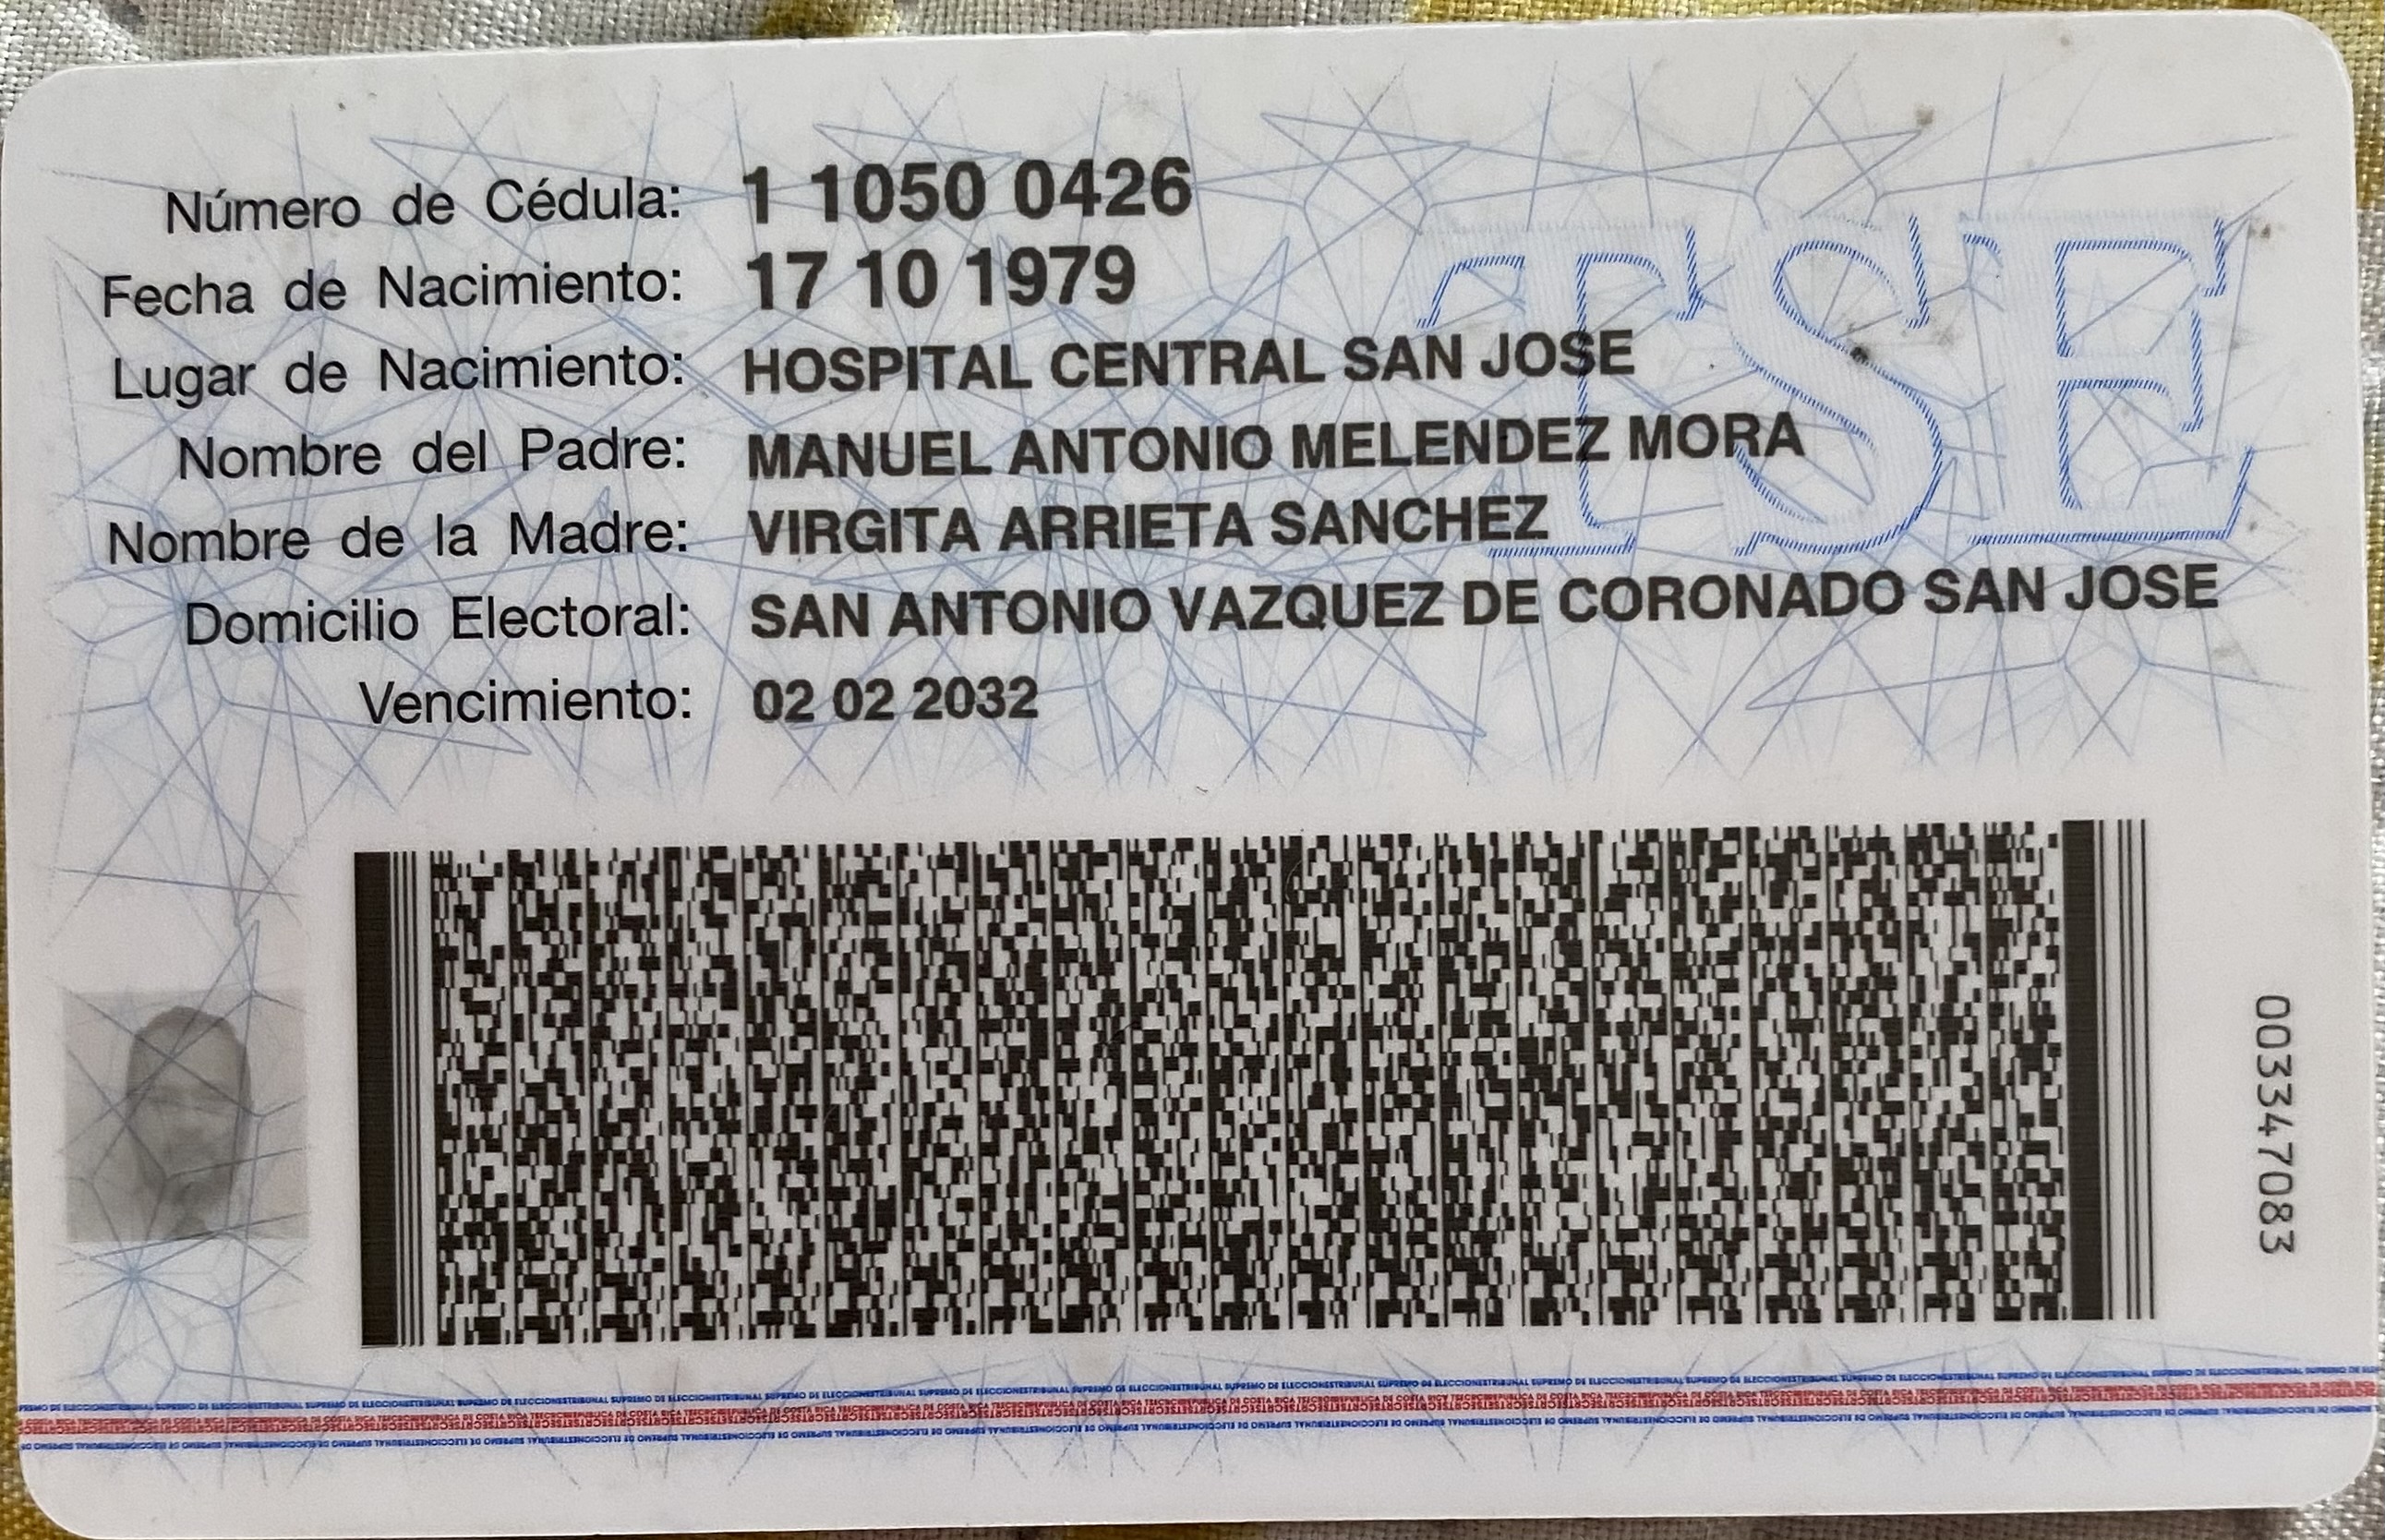 Número de Cédula: 1 1050 0426
Fecha de Nacimiento: 17 10 1979
Lugar de Nacimiento: HOSPITAL CENTRAL SAN JOSE
Nombre del Padre: MANUEL ANTONIO MELENDEZ MORA
Nombre de la Madre: VIRGITA ARRIETA SANCHEZ
Domicilio Electoral: SAN ANTONIO VAZQUEZ DE CORONADO SAN JOSE
Vencimiento: 02 02 2032
TSE
003347083